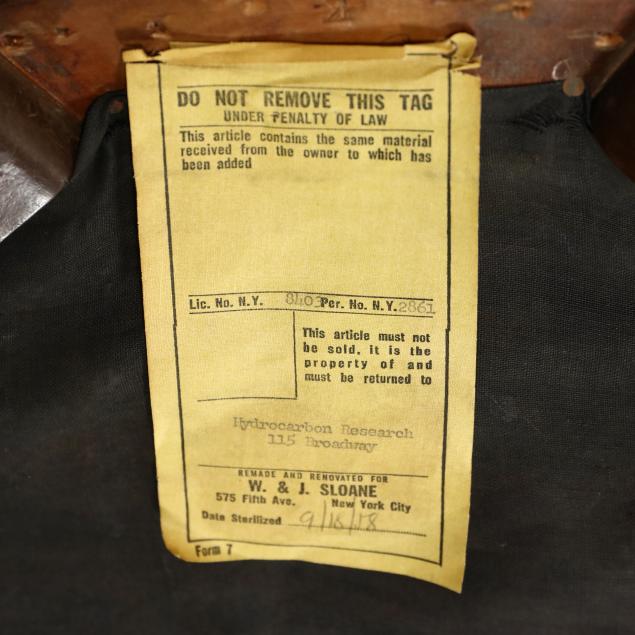 DO NOT REMOVE THIS TAG
UNDER PENALTY OF LAW
This article contains the same material
received from the owner to which has
been added
Lic. No. N.Y. 8403 Per. No. N.Y. 2861
This article must not
be sold, it is the
property of and
must be returned to
Hydrocarbon Research
115 Broadway
REMADE AND RENOVATED FOR
W. & J. SLOANE
575 Fifth Ave. New York City
Date Sterilized
Form 7